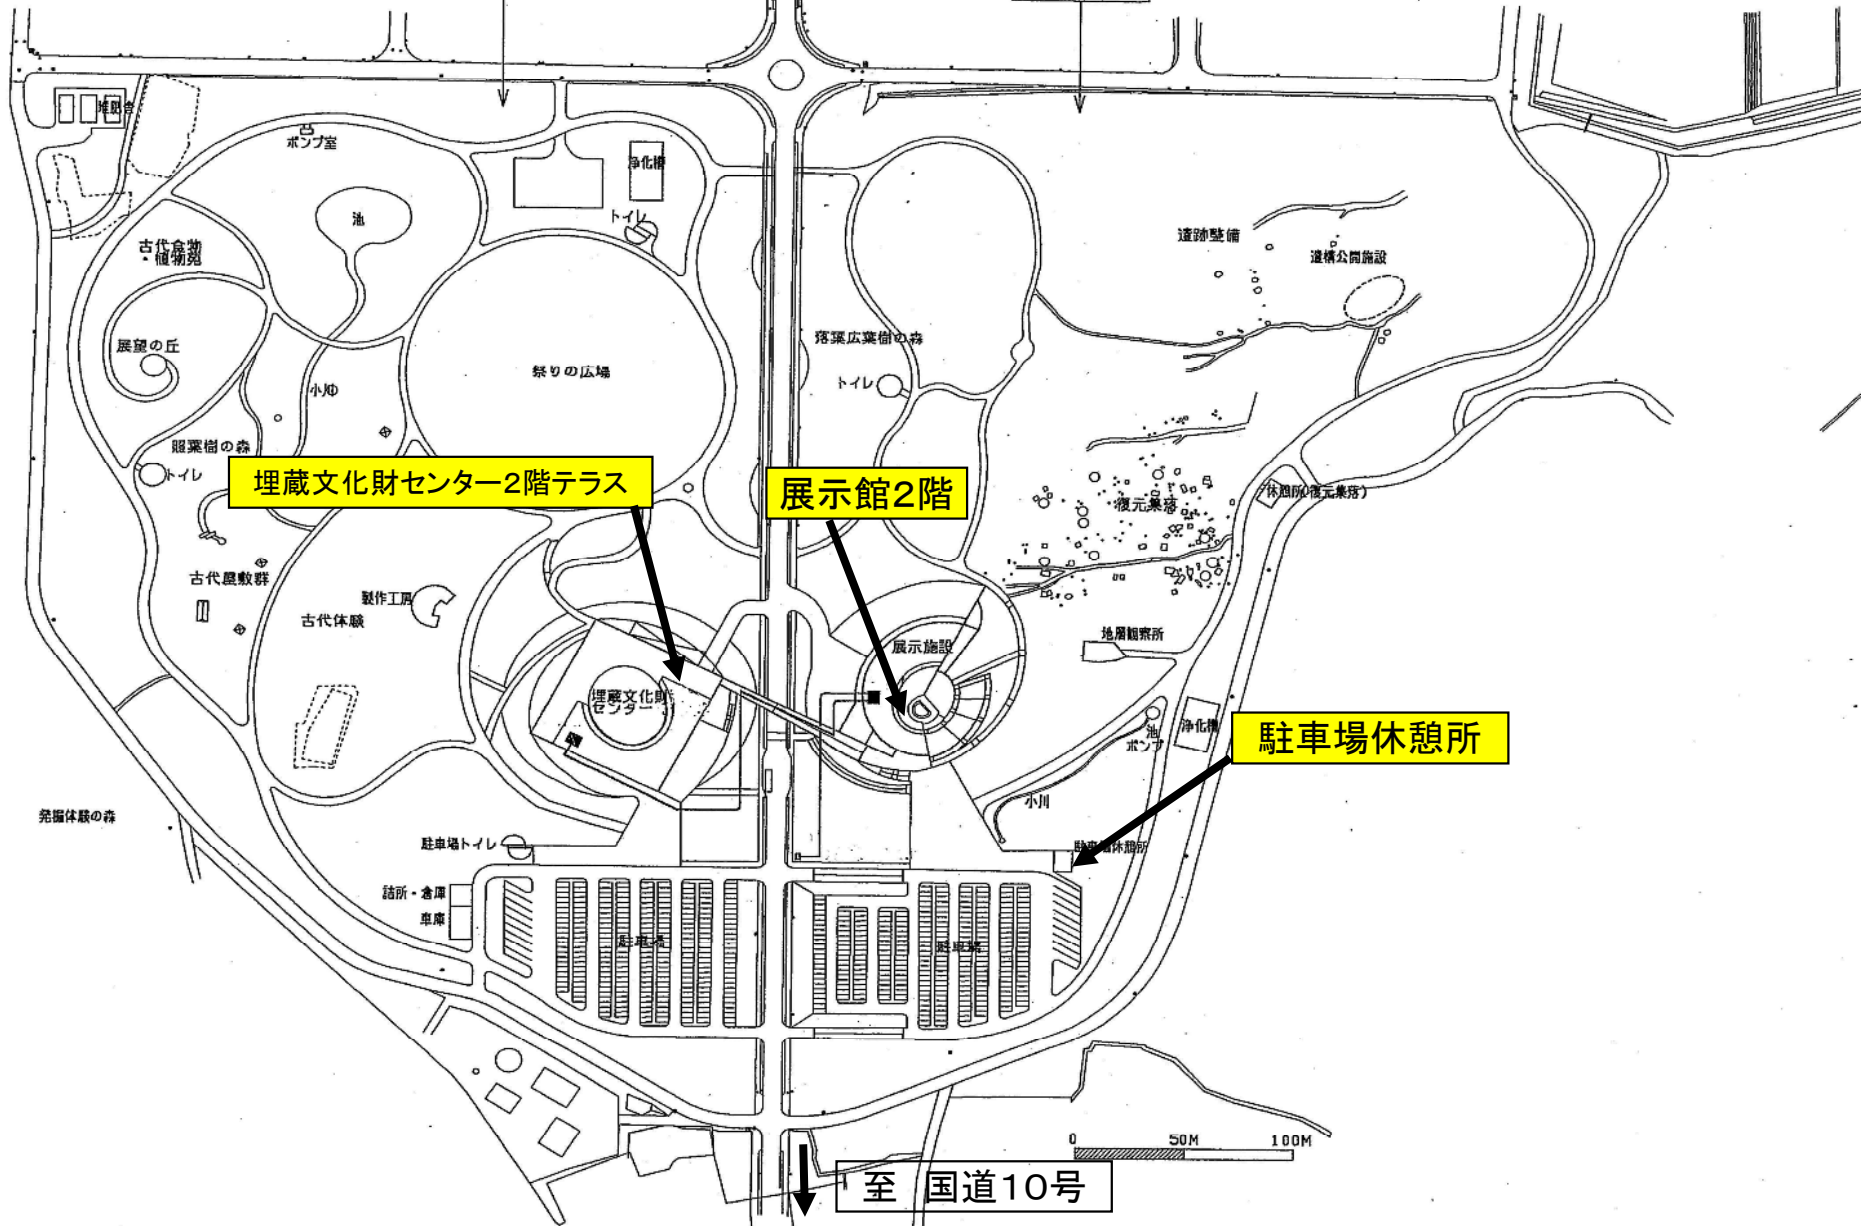 堆肥舎
ポンプ室
浄化槽
トイレ
池
古代食物
・植物苑
遺跡整備
遺構公開施設
展望の丘
落葉広葉樹の森
祭りの広場
トイレ
小川
照葉樹の森
トイレ
埋蔵文化財センター2階テラス
展示館2階
休憩所(復元集落)
復元集落
古代屋敷群
製作工房
古代体験
地層観察所
展示施設
埋蔵文化財
センター
池
ポンプ
浄化槽
駐車場休憩所
小川
発掘体験の森
駐車場トイレ
駐車場休憩所
詰所・倉庫
車庫
駐車場
駐車場
0 50M 100M
至 国道10号